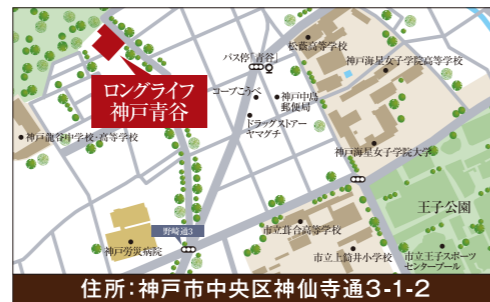 バス停「青谷」
松蔭高等学校
神戸海星女子学院高等学校
ロングライフ
神戸青谷
コープこうべ
神戸中島
郵便局
ドラッグストアー
ヤマグチ
神戸龍谷中学校・高等学校
神戸海星女子学院大学
王子公園
野崎通3
市立葺合高等学校
神戸労災病院
市立上筒井小学校
市立王子スポーツ
センタープール
住所:神戸市中央区神仙寺通3-1-2